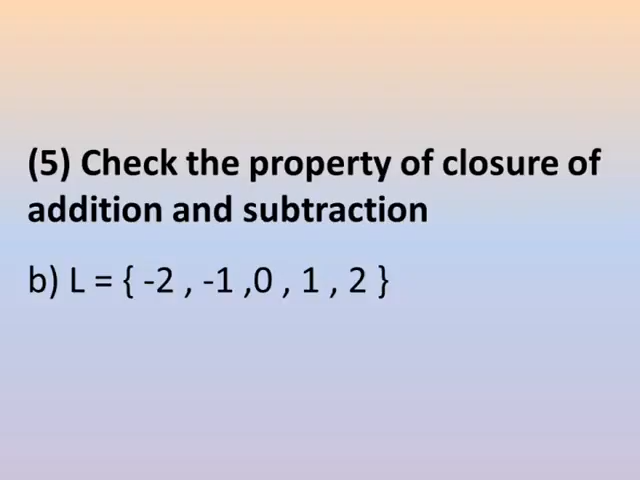 (5) Check the property of closure of
addition and subtraction
b) L = { -2 , -1 ,0 , 1 , 2 }